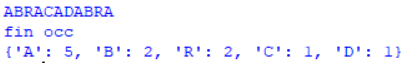 ABRACADABRA
fin occ
{'A': 5, 'B': 2, 'R': 2, 'C': 1, 'D': 1}